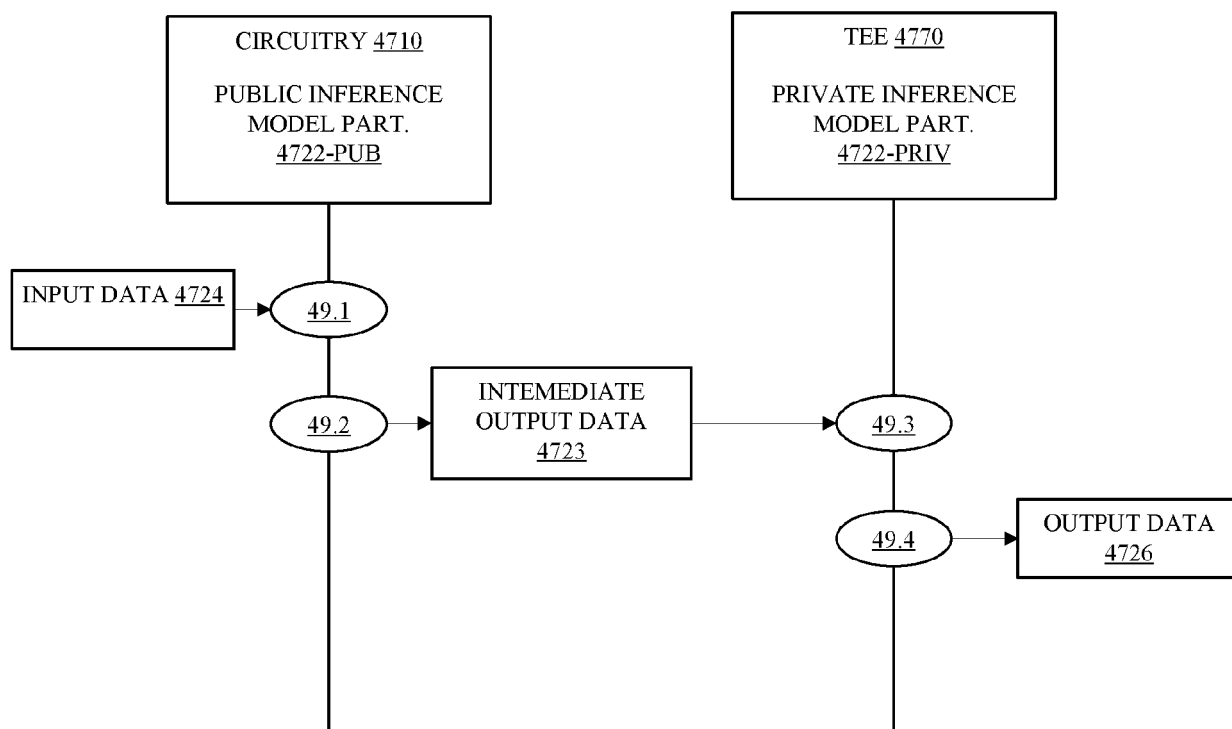 CIRCUITRY 4710
PUBLIC INFERENCE
MODEL PART.
4722-PUB
TEE 4770
PRIVATE INFERENCE
MODEL PART.
4722-PRIV
INPUT DATA 4724
49.1
49.2
INTEMEDIATE
OUTPUT DATA
4723
49.3
49.4
OUTPUT DATA
4726